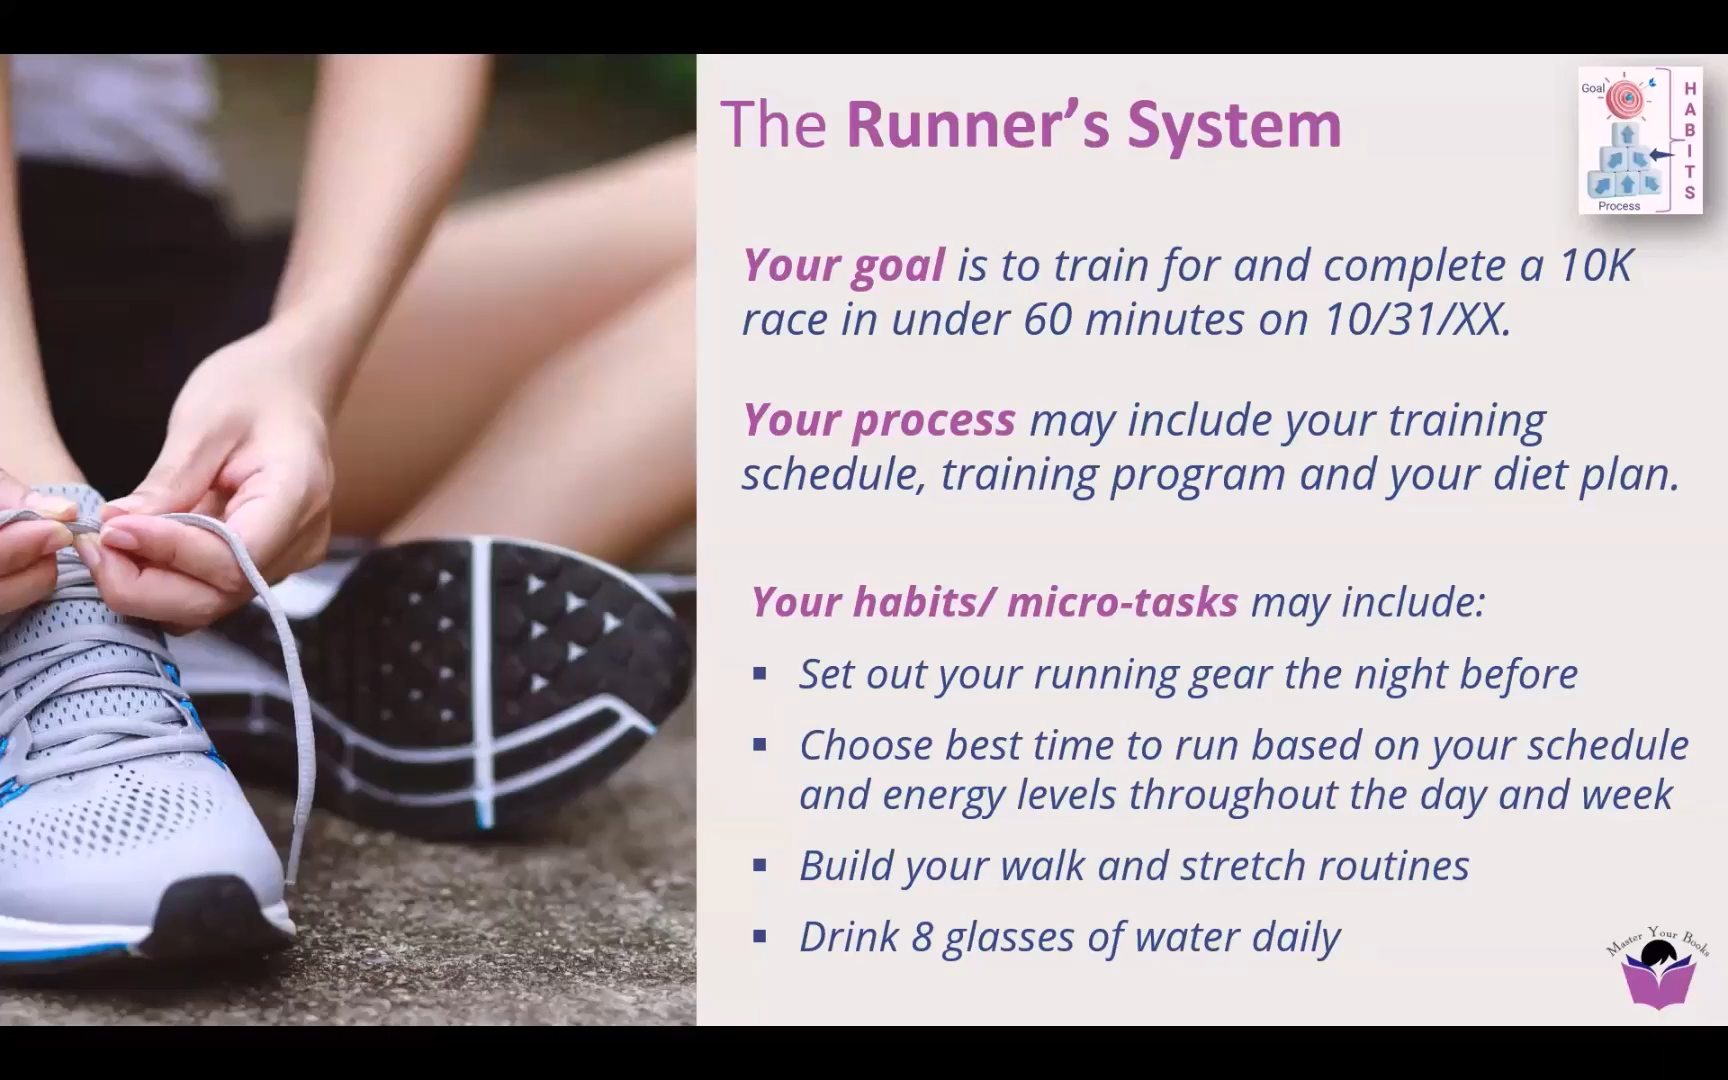 The Runner’s System
Goal
HABITS
Process
Your goal is to train for and complete a 10K
race in under 60 minutes on 10/31/XX.
Your process may include your training
schedule, training program and your diet plan.
Your habits/ micro-tasks may include:
▪ Set out your running gear the night before
▪ Choose best time to run based on your schedule
and energy levels throughout the day and week
▪ Build your walk and stretch routines
▪ Drink 8 glasses of water daily
Master Your Books